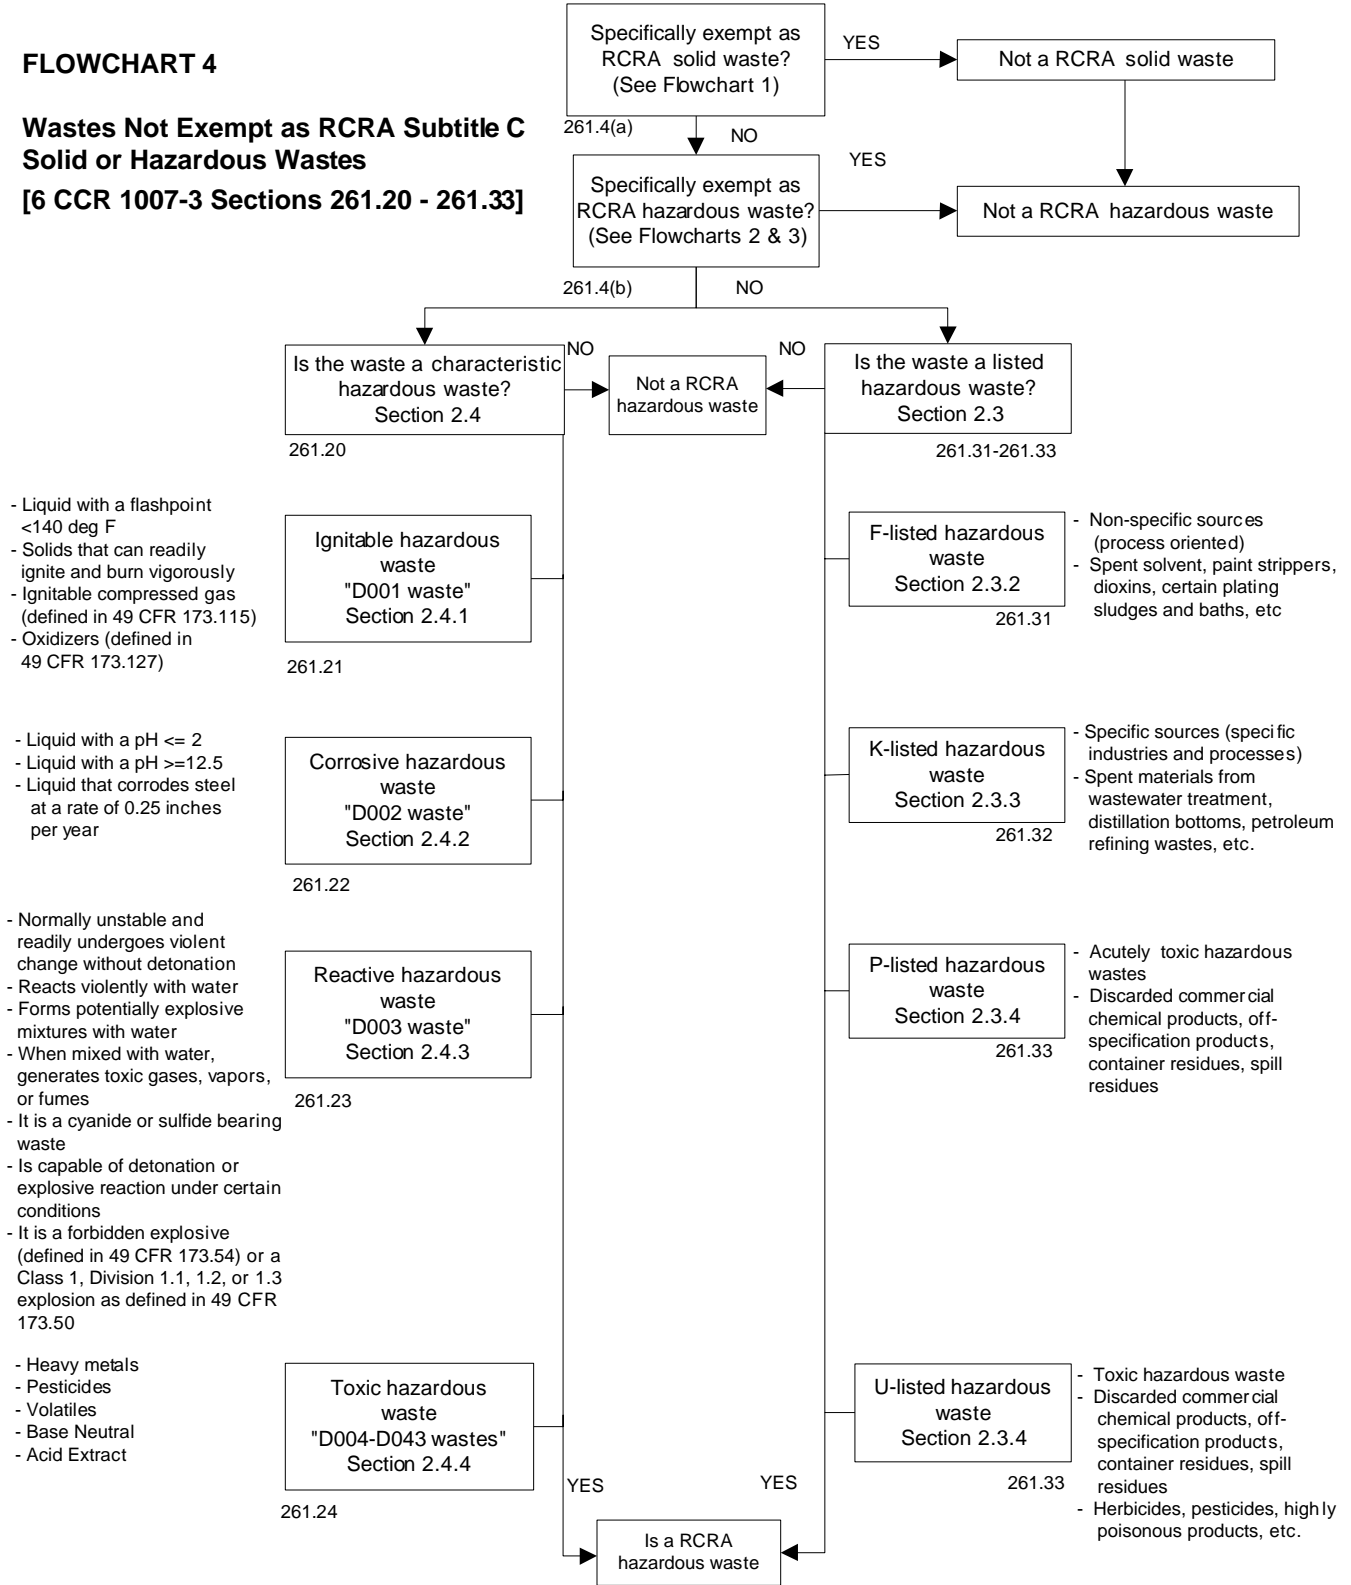 FLOWCHART 4
Wastes Not Exempt as RCRA Subtitle C
Solid or Hazardous Wastes
[6 CCR 1007-3 Sections 261.20 - 261.33]
Specifically exempt as
RCRA solid waste?
(See Flowchart 1)
YES
Not a RCRA solid waste
261.4(a)
NO
Specifically exempt as
RCRA hazardous waste?
(See Flowcharts 2 & 3)
YES
Not a RCRA hazardous waste
261.4(b)
NO
Is the waste a characteristic
hazardous waste?
Section 2.4
261.20
NO
Not a RCRA
hazardous waste
NO
Is the waste a listed
hazardous waste?
Section 2.3
261.31-261.33
- Liquid with a flashpoint
<140 deg F
- Solids that can readily
ignite and burn vigorously
- Ignitable compressed gas
(defined in 49 CFR 173.115)
- Oxidizers (defined in
49 CFR 173.127)
Ignitable hazardous
waste
"D001 waste"
Section 2.4.1
261.21
F-listed hazardous
waste
Section 2.3.2
261.31
- Non-specific sources
(process oriented)
- Spent solvent, paint strippers,
dioxins, certain plating
sludges and baths, etc
- Liquid with a pH <= 2
- Liquid with a pH >=12.5
- Liquid that corrodes steel
at a rate of 0.25 inches
per year
Corrosive hazardous
waste
"D002 waste"
Section 2.4.2
261.22
K-listed hazardous
waste
Section 2.3.3
261.32
- Specific sources (specific
industries and processes)
- Spent materials from
wastewater treatment,
distillation bottoms, petroleum
refining wastes, etc.
- Normally unstable and
readily undergoes violent
change without detonation
- Reacts violently with water
- Forms potentially explosive
mixtures with water
- When mixed with water,
generates toxic gases, vapors,
or fumes
- It is a cyanide or sulfide bearing
waste
- Is capable of detonation or
explosive reaction under certain
conditions
- It is a forbidden explosive
(defined in 49 CFR 173.54) or a
Class 1, Division 1.1, 1.2, or 1.3
explosion as defined in 49 CFR
173.50
Reactive hazardous
waste
"D003 waste"
Section 2.4.3
261.23
P-listed hazardous
waste
Section 2.3.4
261.33
- Acutely toxic hazardous
wastes
- Discarded commercial
chemical products, off-
specification products,
container residues, spill
residues
- Heavy metals
- Pesticides
- Volatiles
- Base Neutral
- Acid Extract
Toxic hazardous
waste
"D004-D043 wastes"
Section 2.4.4
261.24
U-listed hazardous
waste
Section 2.3.4
261.33
- Toxic hazardous waste
- Discarded commercial
chemical products, off-
specification products,
container residues, spill
residues
- Herbicides, pesticides, highly
poisonous products, etc.
YES
YES
Is a RCRA
hazardous waste